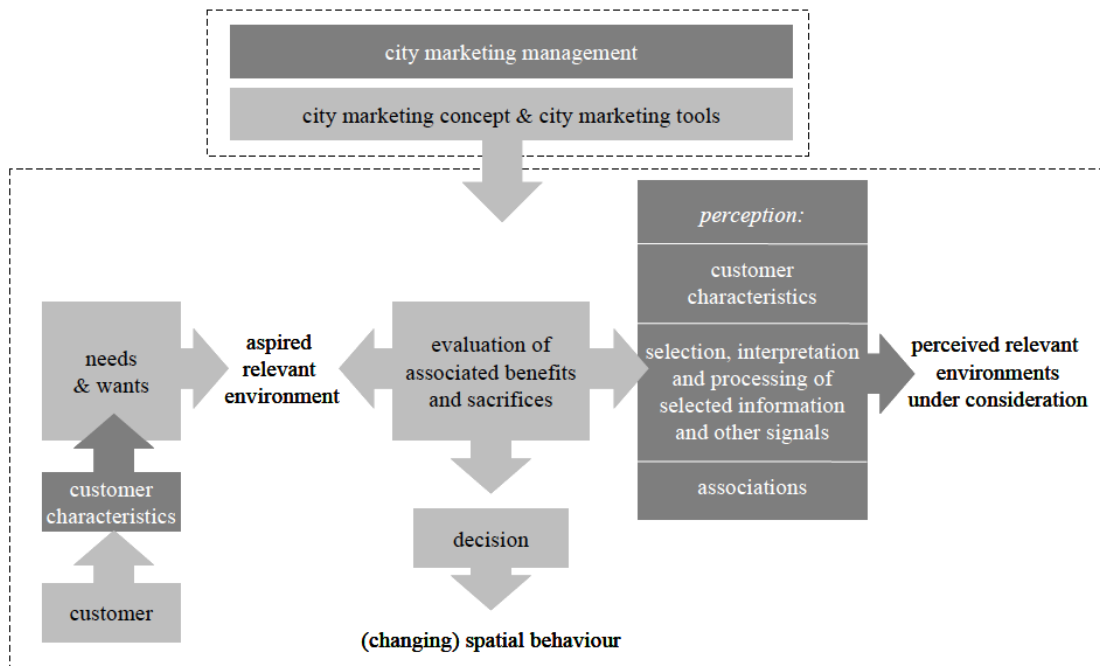 city marketing management
city marketing concept & city marketing tools
perception:
customer
characteristics
selection, interpretation
and processing of
selected information
and other signals
associations
needs
& wants
aspired
relevant
environment
evaluation of
associated benefits
and sacrifices
perceived relevant
environments
under consideration
customer
characteristics
customer
decision
(changing) spatial behaviour